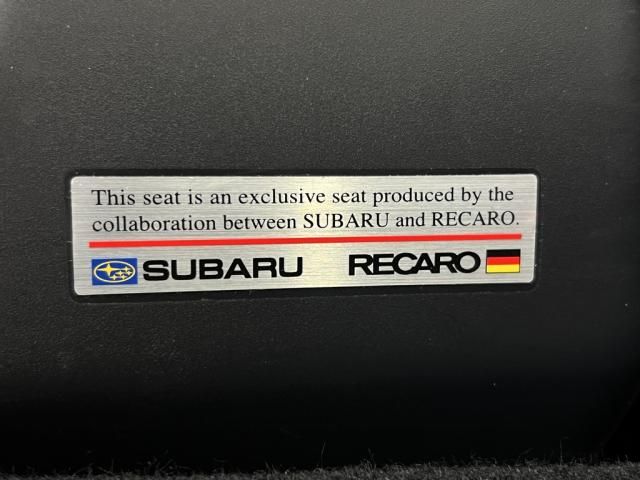 This seat is an exclusive seat produced by the
collaboration between SUBARU and RECARO.
SUBARU RECARO